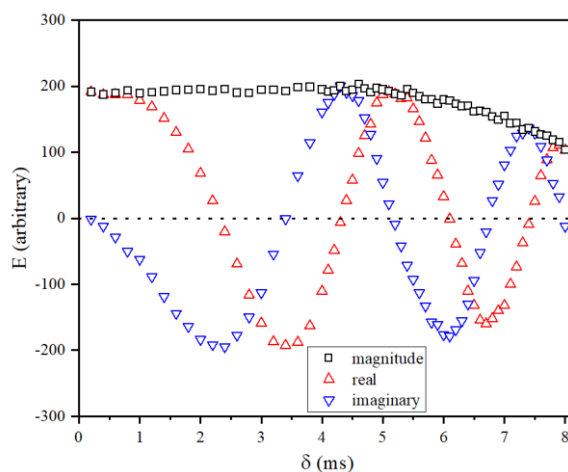 300
200
100
0
-100
-200
-300
E (arbitrary)
magnitude
real
imaginary
0 1 2 3 4 5 6 7 8
δ (ms)